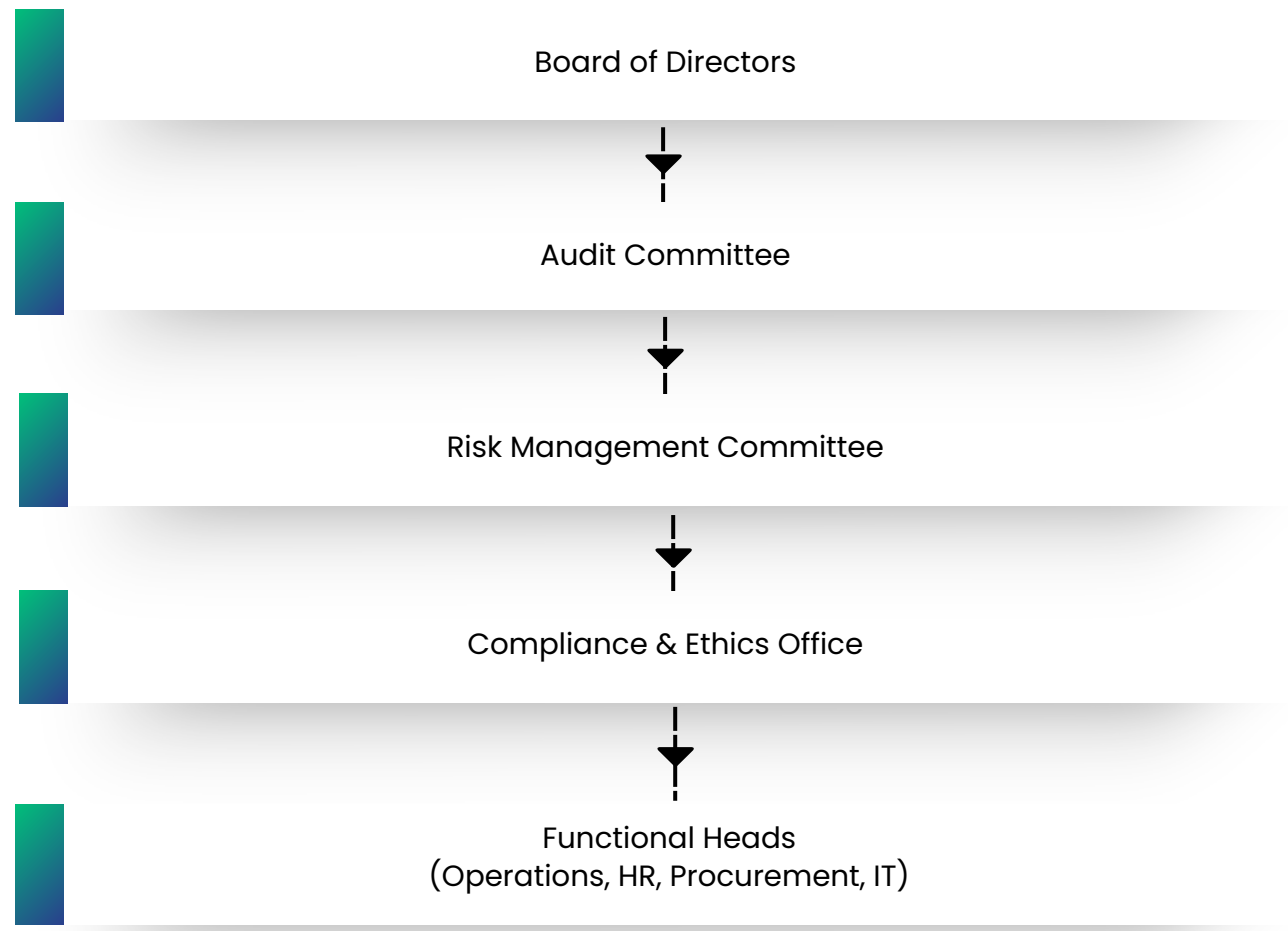 Board of Directors
Audit Committee
Risk Management Committee
Compliance & Ethics Office
Functional Heads
(Operations, HR, Procurement, IT)